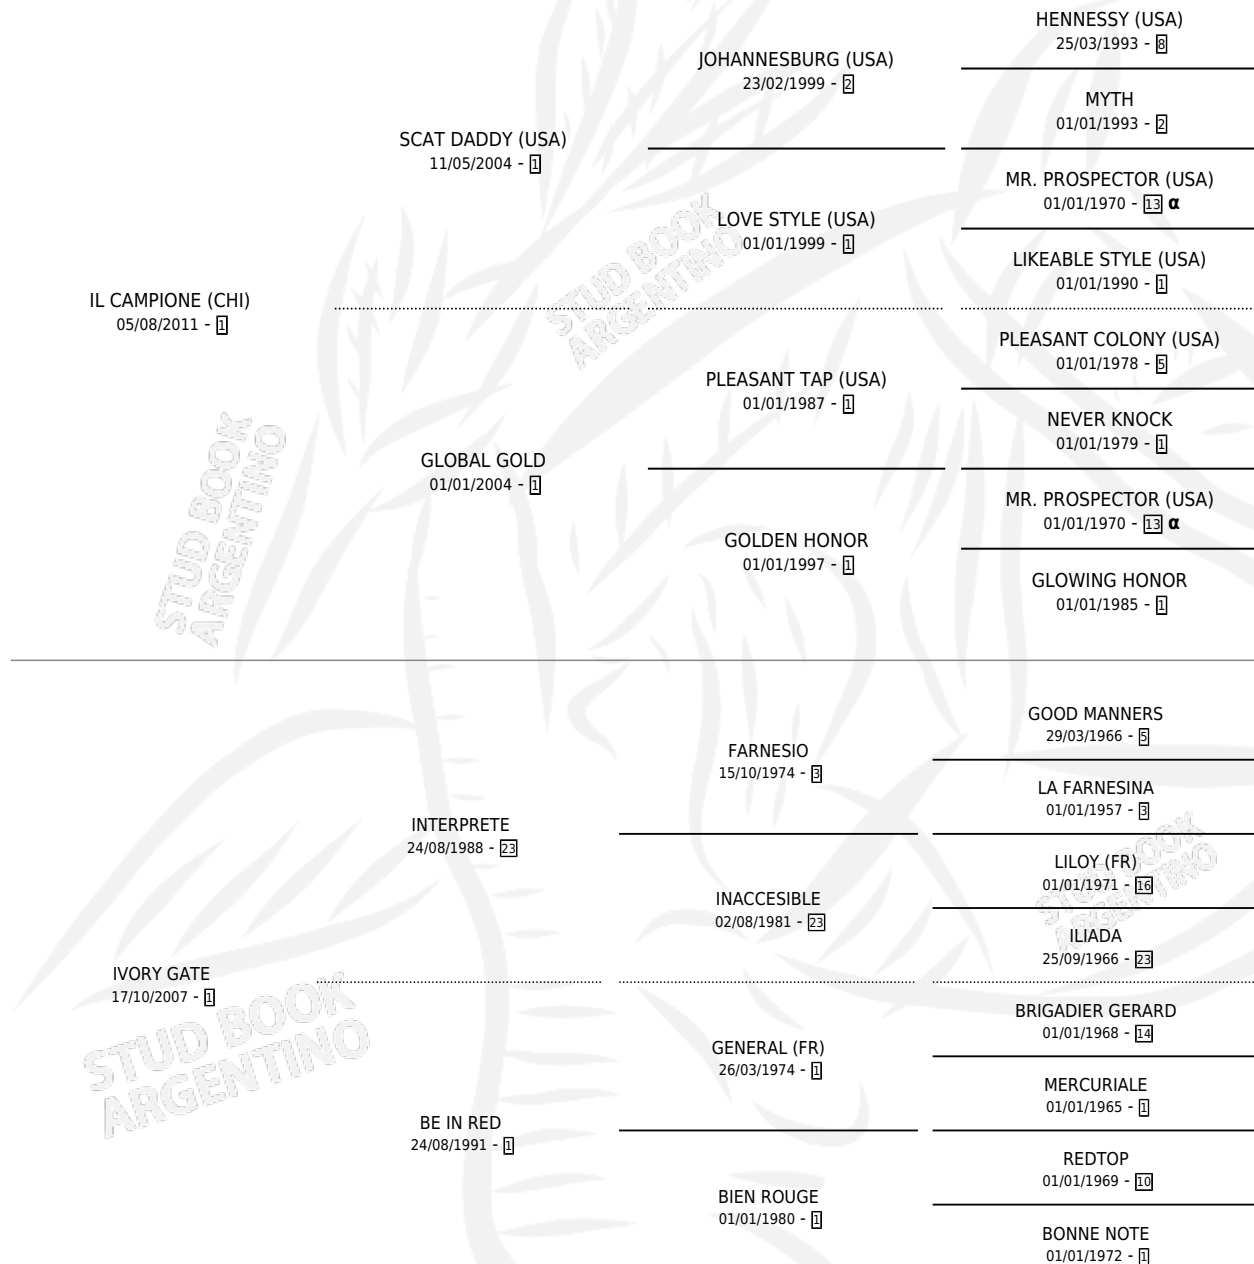 HENNESSY (USA)
25/03/1993 - 8
JOHANNESBURG (USA)
23/02/1999 - 2
MYTH
01/01/1993 - 2
SCAT DADDY (USA)
11/05/2004 - 1
MR. PROSPECTOR (USA)
01/01/1970 - 13 α
LOVE STYLE (USA)
01/01/1999 - 1
LIKEABLE STYLE (USA)
01/01/1990 - 1
IL CAMPIONE (CHI)
05/08/2011 - 1
PLEASANT COLONY (USA)
01/01/1978 - 5
PLEASANT TAP (USA)
01/01/1987 - 1
NEVER KNOCK
01/01/1979 - 1
GLOBAL GOLD
01/01/2004 - 1
MR. PROSPECTOR (USA)
01/01/1970 - 13 α
GOLDEN HONOR
01/01/1997 - 1
GLOWING HONOR
01/01/1985 - 1
GOOD MANNERS
29/03/1966 - 5
FARNESIO
15/10/1974 - 3
LA FARNESINA
01/01/1957 - 3
INTERPRETE
24/08/1988 - 23
LILOY (FR)
01/01/1971 - 16
INACCESIBLE
02/08/1981 - 23
ILIADA
25/09/1966 - 23
IVORY GATE
17/10/2007 - 1
BRIGADIER GERARD
01/01/1968 - 14
GENERAL (FR)
26/03/1974 - 1
MERCURIALE
01/01/1965 - 1
BE IN RED
24/08/1991 - 1
REDTOP
01/01/1969 - 10
BIEN ROUGE
01/01/1980 - 1
BONNE NOTE
01/01/1972 - 1
STUD BOOK
ARGENTINO
STUD BOOK
ARGENTINO
STUD BOOK
ARGENTINO
STUD BOOK
ARGENTINO